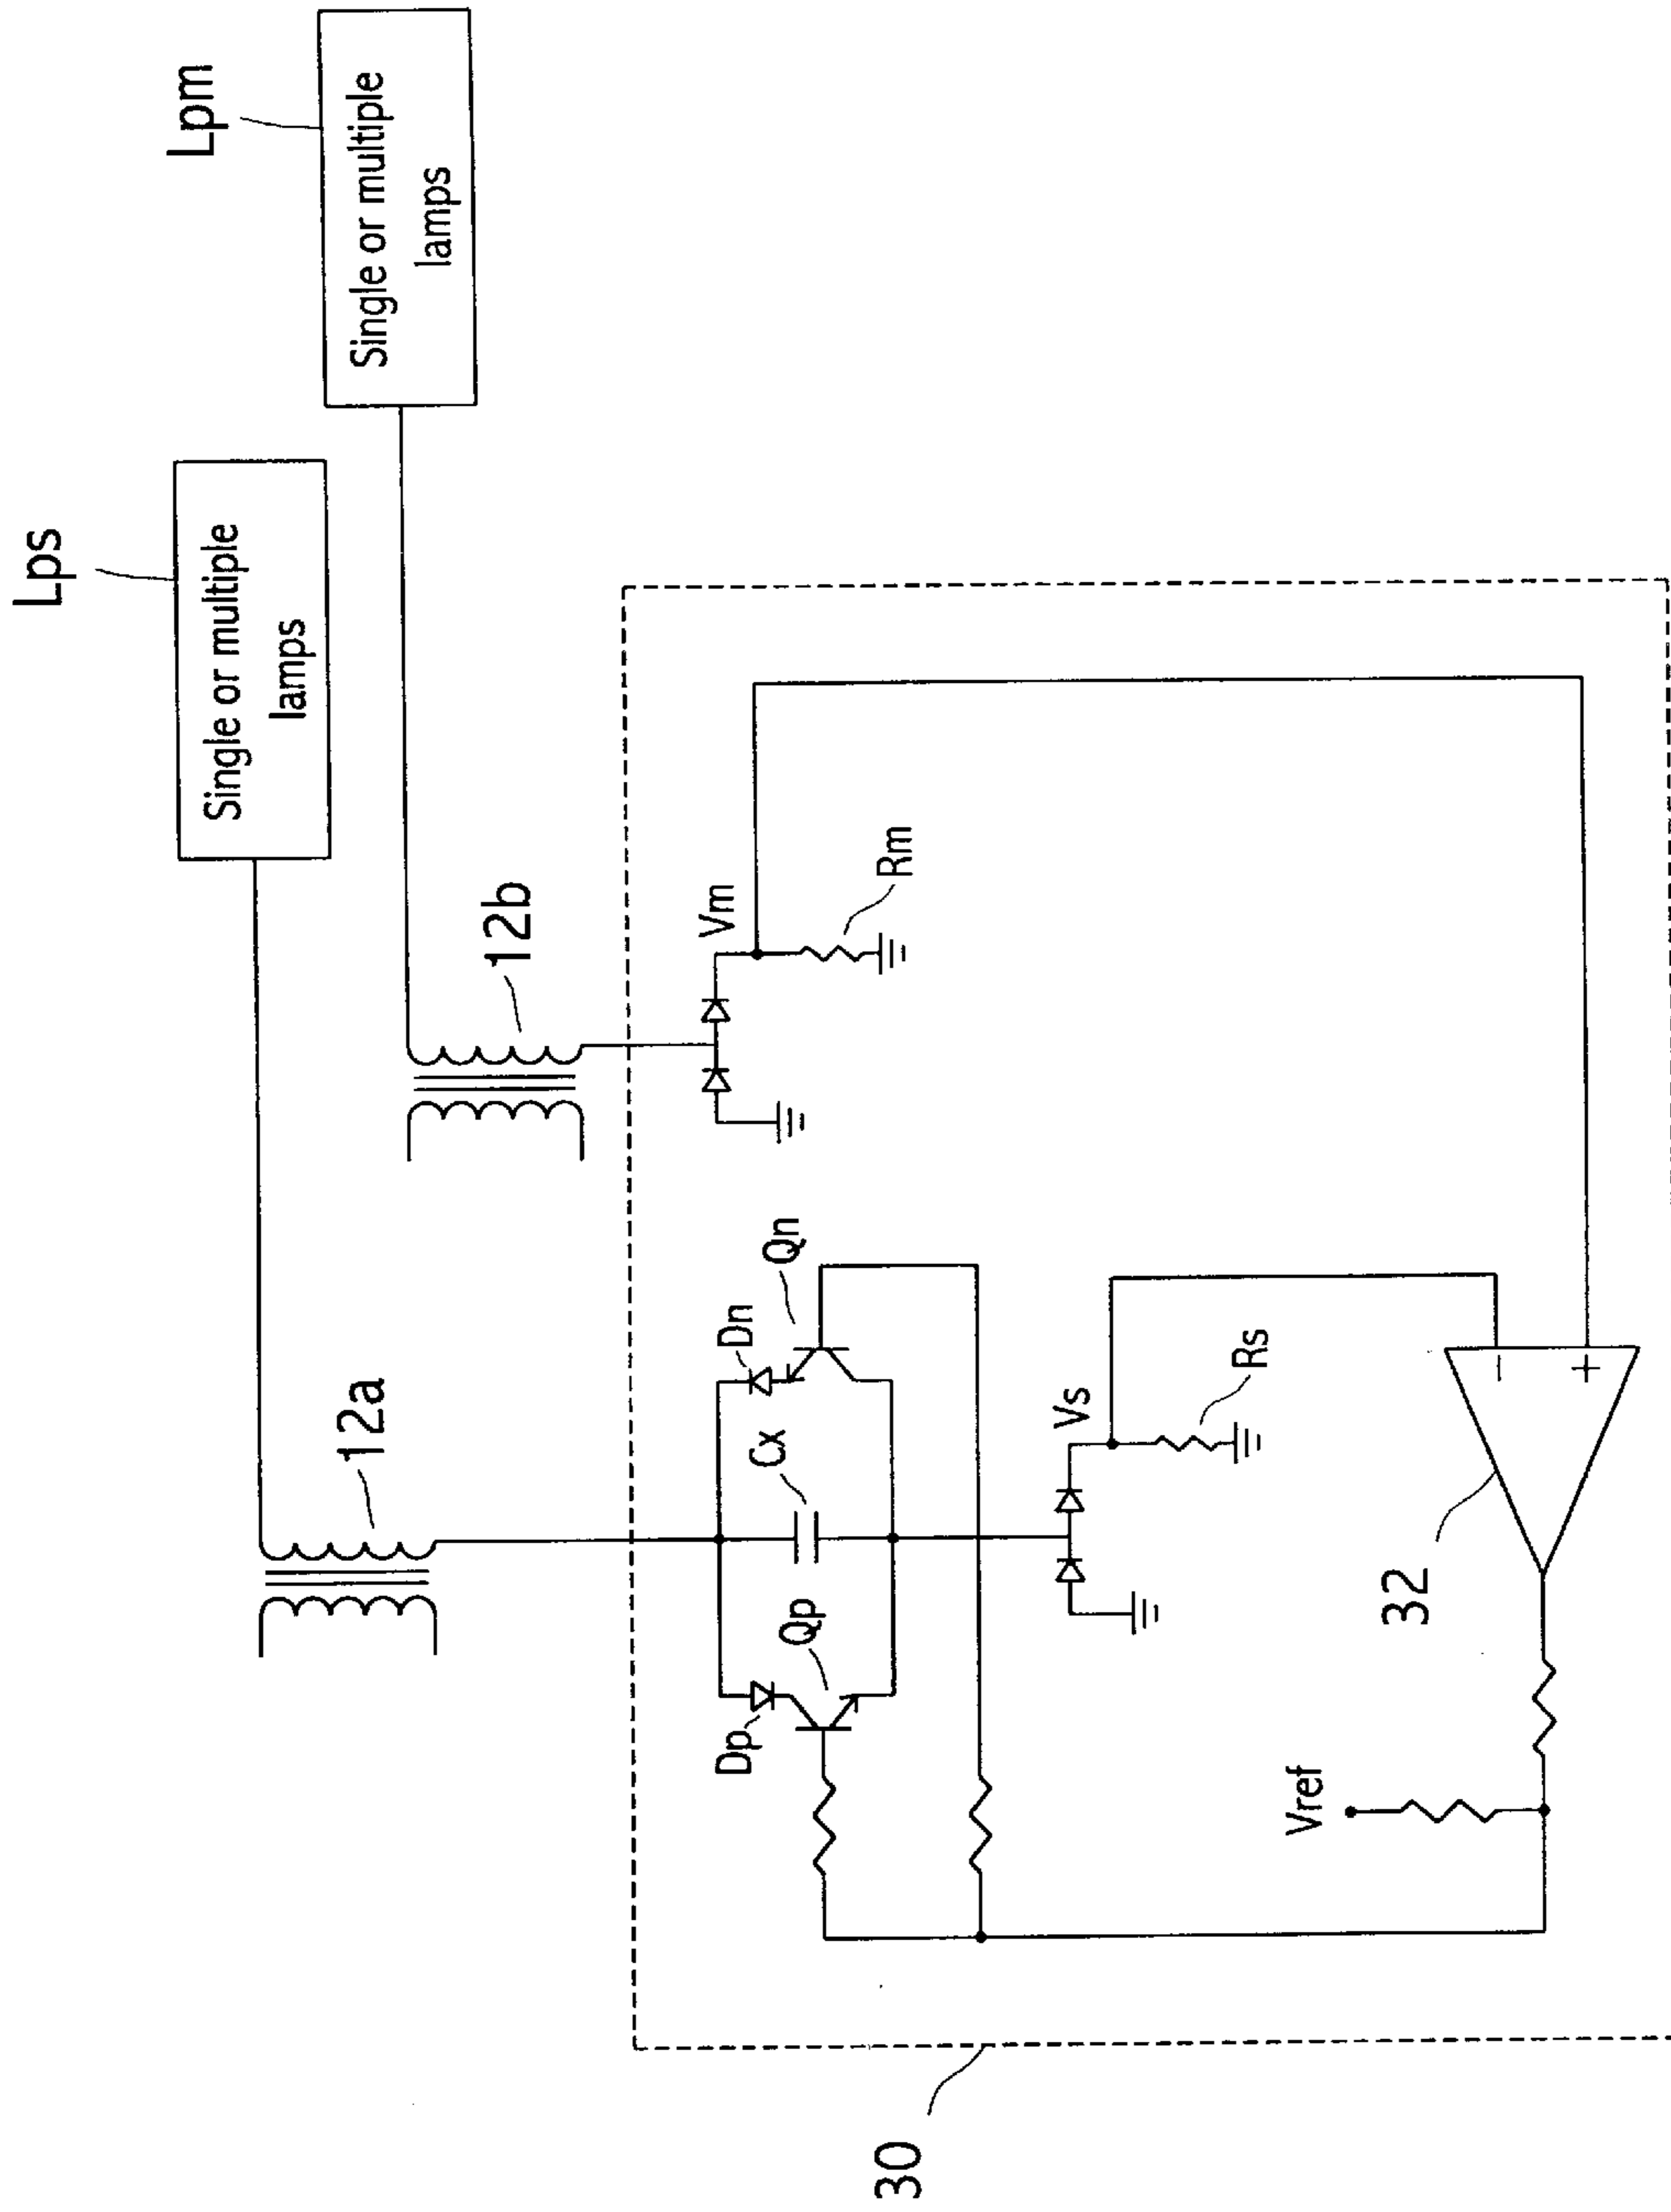 Lps
Single or multiple
lamps
Lpm
Single or multiple
lamps
12a
12b
30
Dp
Qp
Cx
Dn
Qn
Vm
Rm
Vs
Rs
Vref
32
−
+